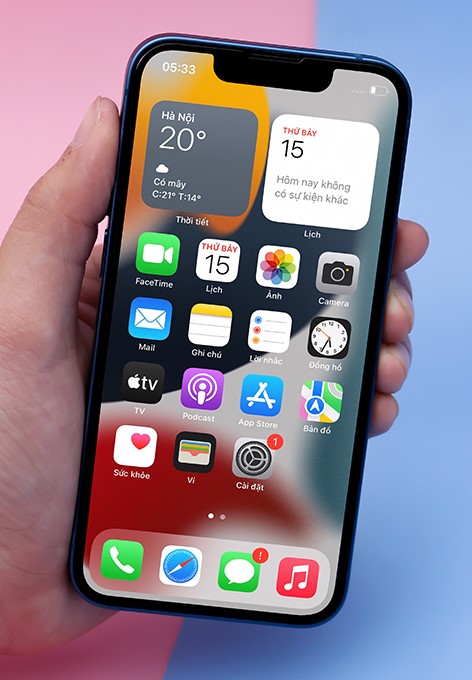 05:33
Hà Nội
20°
Có mây
C:21° T:14°
Thời tiết
THỨ BẢY
15
Hôm nay không
có sự kiện khác
Lịch
FaceTime
THỨ BẢY
15
Lịch
Ảnh
Camera
Mail
Ghi chú
Lời nhắc
Đồng hồ
tv
TV
Podcast
App Store
Bản đồ
Sức khỏe
Ví
1
Cài đặt
!